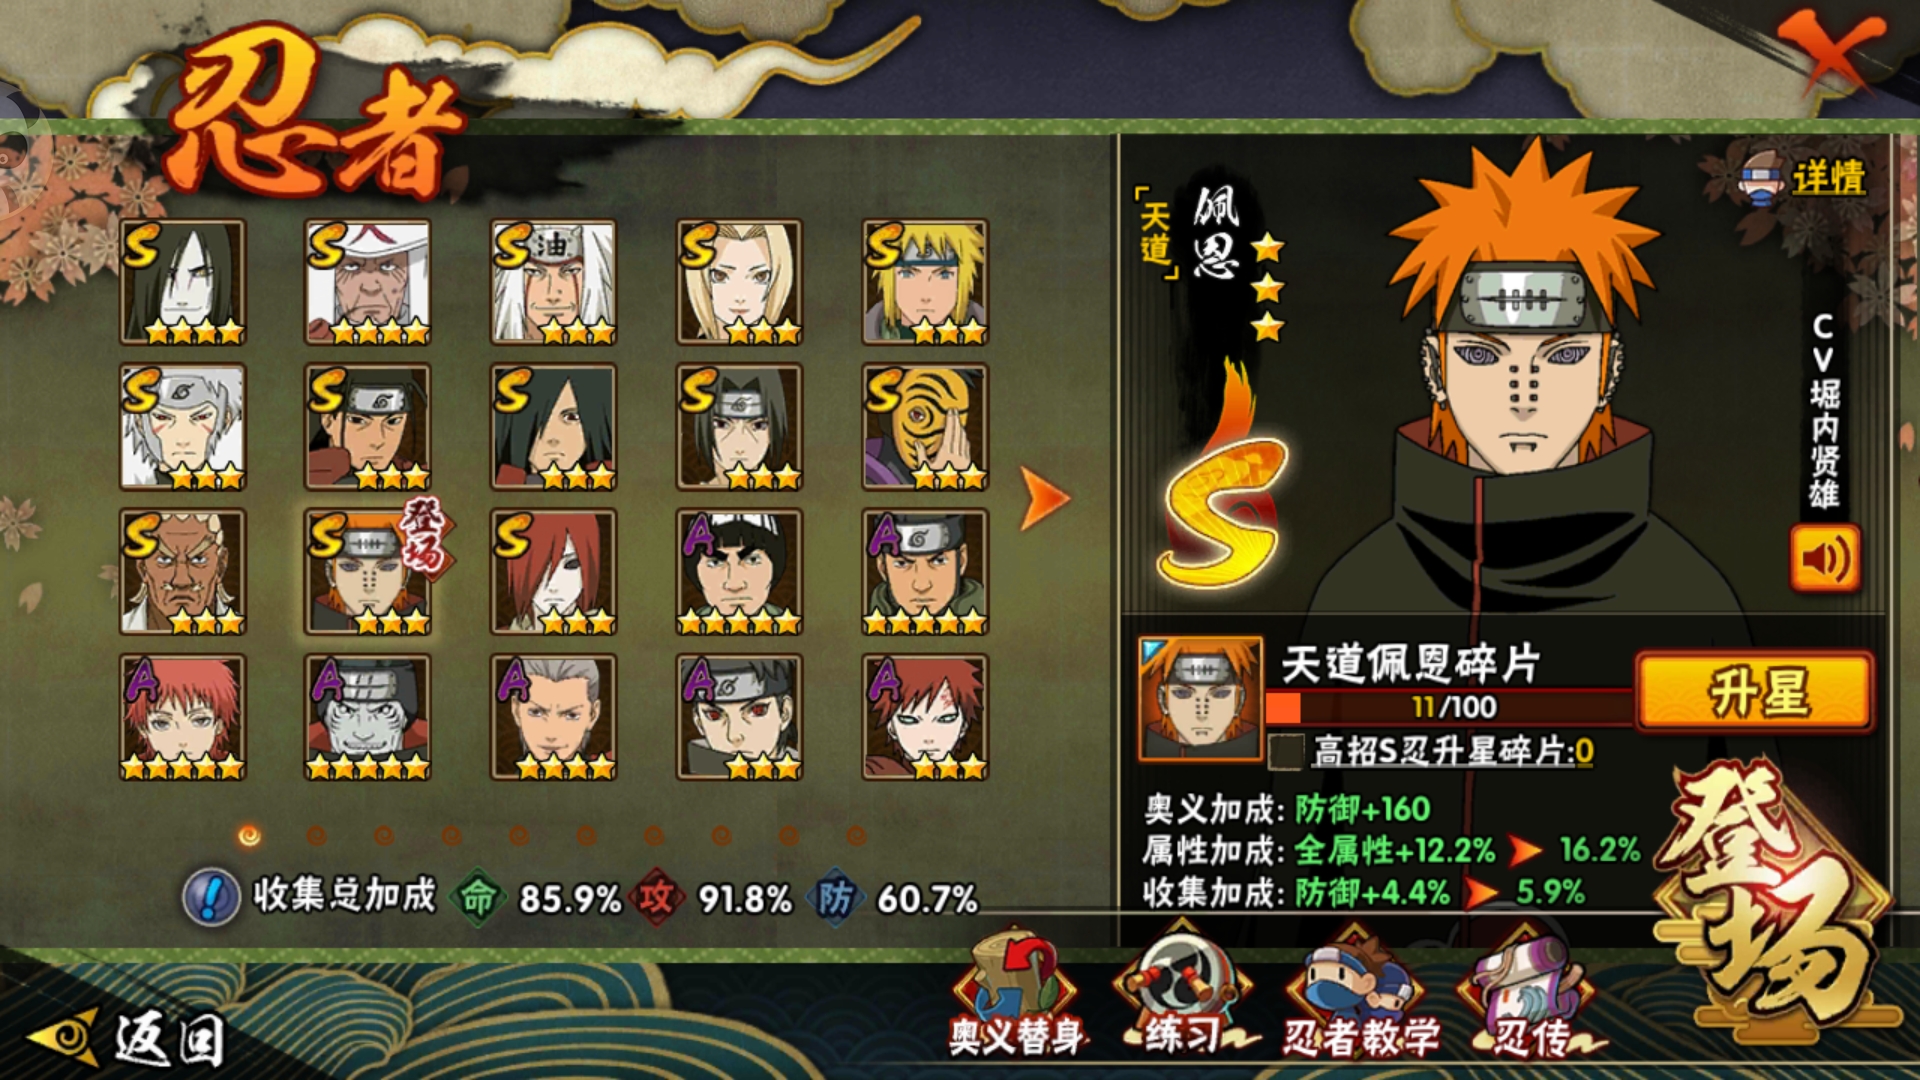 忍者
详情
「天道」
佩恩
S
CV堀内贤雄
S S S S S
油
S S S S S
S S S A A
登场
A A A A A
天道佩恩碎片
11/100
升星
高招S忍升星碎片:0
奥义加成: 防御+160
属性加成: 全属性+12.2% 16.2%
收集加成: 防御+4.4% 5.9%
收集总加成 命 85.9% 攻 91.8% 防 60.7%
登场
返回
奥义替身
练习
忍者教学
忍传